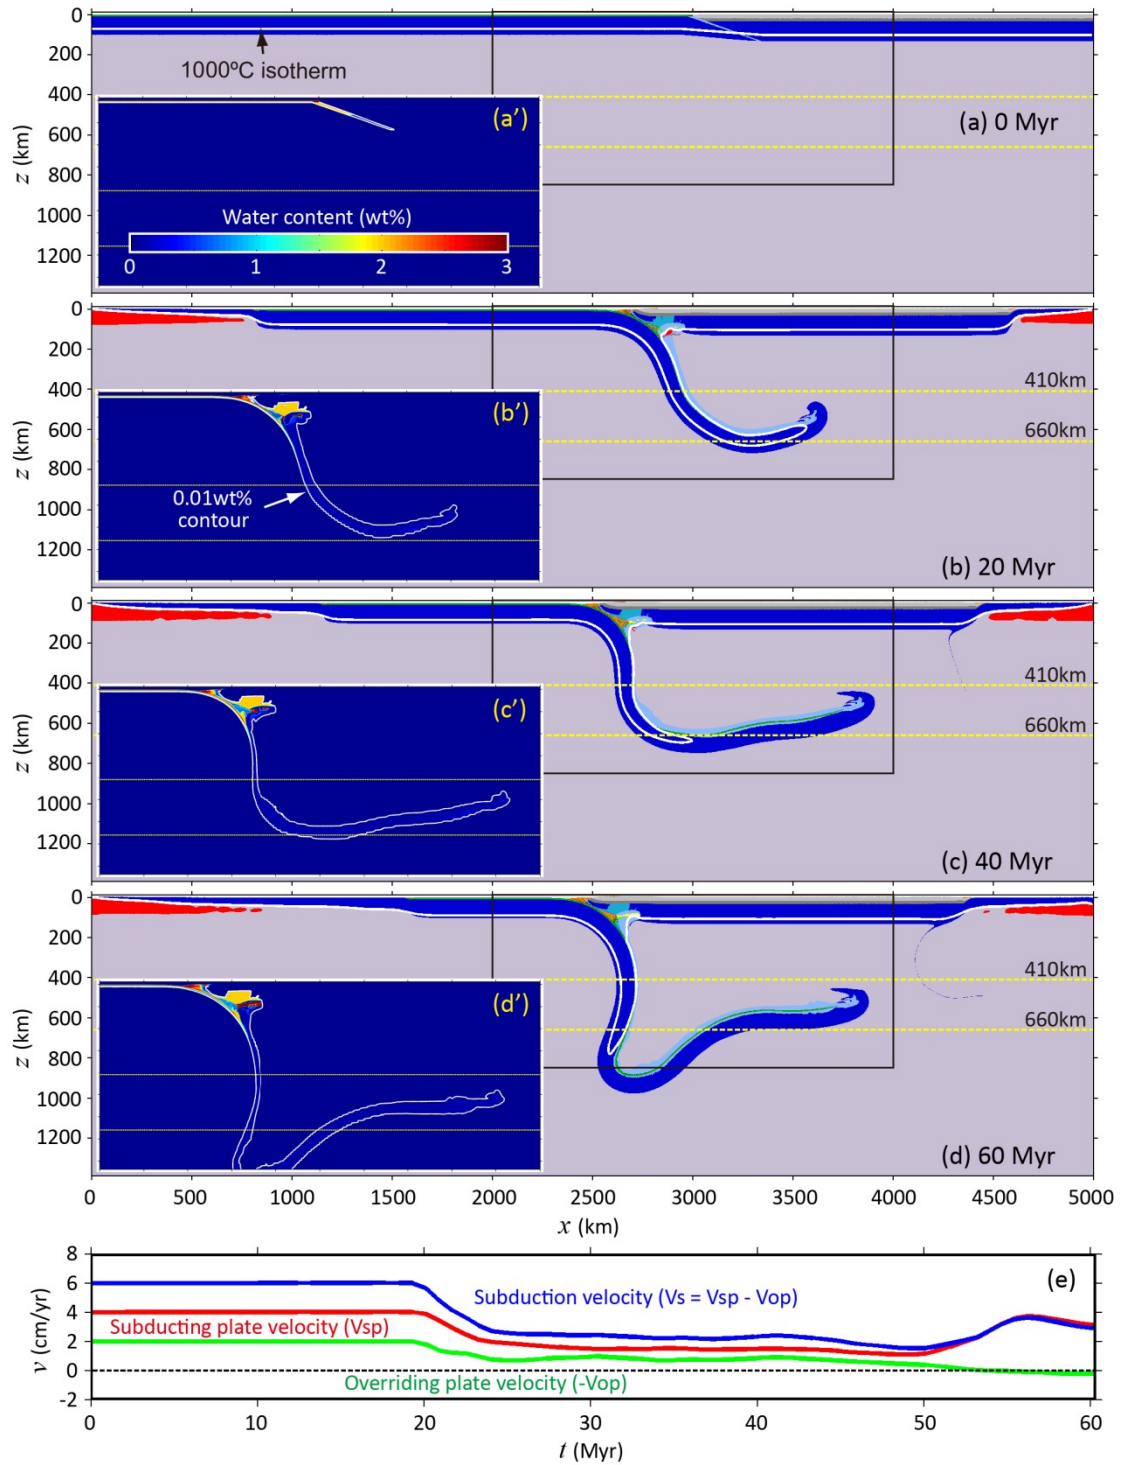 0
200
400
600
800
1000
1200
z (km)
1000ºC isotherm
(a')
(a) 0 Myr
Water content (wt%)
0 1 2 3
0
200
400
600
800
1000
1200
z (km)
(b')
0.01wt%
contour
410km
660km
(b) 20 Myr
0
200
400
600
800
1000
1200
z (km)
(c')
410km
660km
(c) 40 Myr
0
200
400
600
800
1000
1200
z (km)
(d')
410km
660km
(d) 60 Myr
0 500 1000 1500 2000 2500 3000 3500 4000 4500 5000
x (km)
8
6
4
2
0
-2
v (cm/yr)
(e)
Subduction velocity (Vs = Vsp - Vop)
Subducting plate velocity (Vsp)
Overriding plate velocity (-Vop)
0 10 20 30 40 50 60
t (Myr)